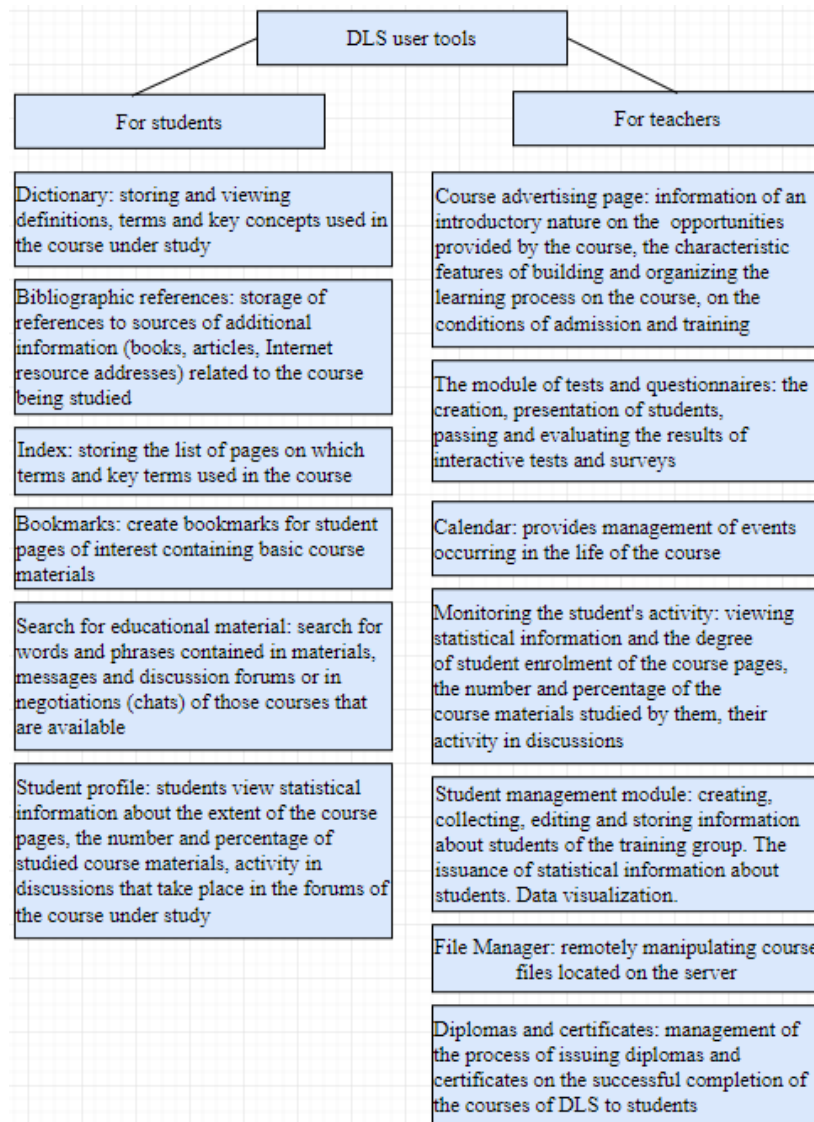 DLS user tools
For students
For teachers
Dictionary: storing and viewing
definitions, terms and key concepts used in
the course under study
Bibliographic references: storage of
references to sources of additional
information (books, articles, Internet
resource addresses) related to the course
being studied
Index: storing the list of pages on which
terms and key terms used in the course
Bookmarks: create bookmarks for student
pages of interest containing basic course
materials
Search for educational material: search for
words and phrases contained in materials,
messages and discussion forums or in
negotiations (chats) of those courses that
are available
Student profile: students view statistical
information about the extent of the course
pages, the number and percentage of
studied course materials, activity in
discussions that take place in the forums of
the course under study
Course advertising page: information of an
introductory nature on the opportunities
provided by the course, the characteristic
features of building and organizing the
learning process on the course, on the
conditions of admission and training
The module of tests and questionnaires: the
creation, presentation of students,
passing and evaluating the results of
interactive tests and surveys
Calendar: provides management of events
occurring in the life of the course
Monitoring the student's activity: viewing
statistical information and the degree
of student enrolment of the course pages,
the number and percentage of the
course materials studied by them, their
activity in discussions
Student management module: creating,
collecting, editing and storing information
about students of the training group. The
issuance of statistical information about
students. Data visualization.
File Manager: remotely manipulating course
files located on the server
Diplomas and certificates: management of
the process of issuing diplomas and
certificates on the successful completion of
the courses of DLS to students